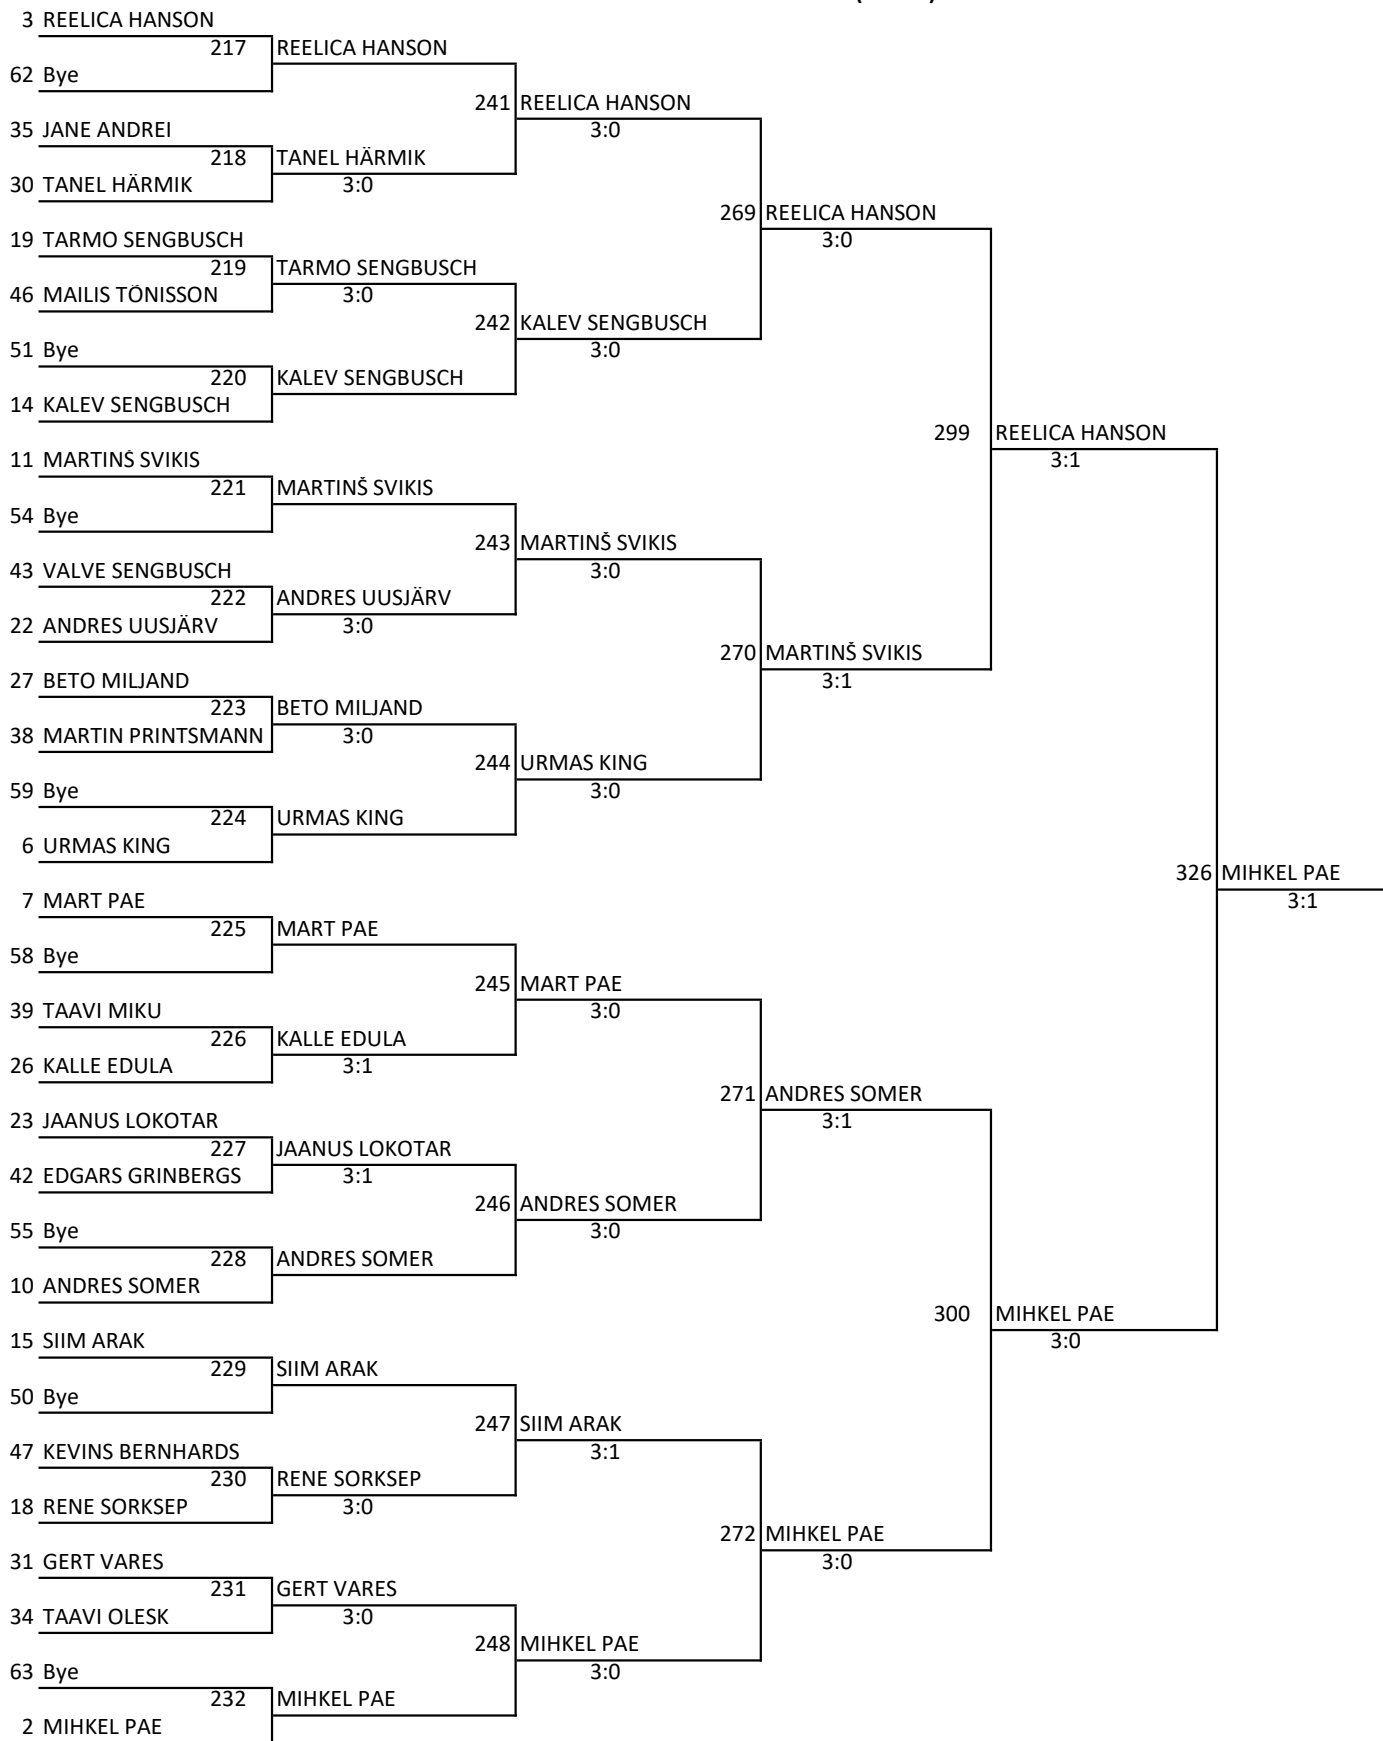 3 REELICA HANSON
217 REELICA HANSON
62 Bye
241 REELICA HANSON
35 JANE ANDREI
3:0
218 TANEL HÄRMIK
30 TANEL HÄRMIK
3:0
269 REELICA HANSON
19 TARMO SENGBUSCH
3:0
219 TARMO SENGBUSCH
46 MAILIS TÕNISSON
3:0
242 KALEV SENGBUSCH
51 Bye
3:0
220 KALEV SENGBUSCH
14 KALEV SENGBUSCH
299 REELICA HANSON
11 MARTINŠ SVIKIS
3:1
221 MARTINŠ SVIKIS
54 Bye
243 MARTINŠ SVIKIS
43 VALVE SENGBUSCH
3:0
222 ANDRES UUSJÄRV
22 ANDRES UUSJÄRV
3:0
270 MARTINŠ SVIKIS
27 BETO MILJAND
3:1
223 BETO MILJAND
38 MARTIN PRINTSMANN
3:0
244 URMAS KING
59 Bye
3:0
224 URMAS KING
6 URMAS KING
326 MIHKEL PAE
7 MART PAE
3:1
225 MART PAE
58 Bye
245 MART PAE
39 TAAVI MIKU
3:0
226 KALLE EDULA
26 KALLE EDULA
3:1
271 ANDRES SOMER
23 JAANUS LOKOTAR
3:1
227 JAANUS LOKOTAR
42 EDGARS GRINBERGS
3:1
246 ANDRES SOMER
55 Bye
3:0
228 ANDRES SOMER
10 ANDRES SOMER
300 MIHKEL PAE
15 SIIM ARAK
3:0
229 SIIM ARAK
50 Bye
247 SIIM ARAK
47 KEVINS BERNHARDS
3:1
230 RENE SORKSEP
18 RENE SORKSEP
3:0
272 MIHKEL PAE
31 GERT VARES
3:0
231 GERT VARES
34 TAAVI OLESK
3:0
248 MIHKEL PAE
63 Bye
3:0
232 MIHKEL PAE
2 MIHKEL PAE